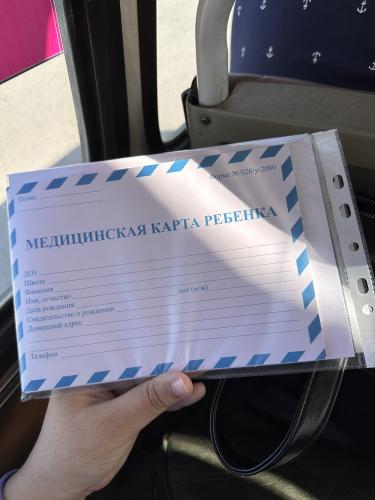 Форма № 026/у-2000
Полис
МЕДИЦИНСКАЯ КАРТА РЕБЕНКА
ДОУ
Школа
Фамилия
Имя, отчество пол (м/ж)
Дата рождения
Свидетельство о рождении
Домашний адрес
Телефон